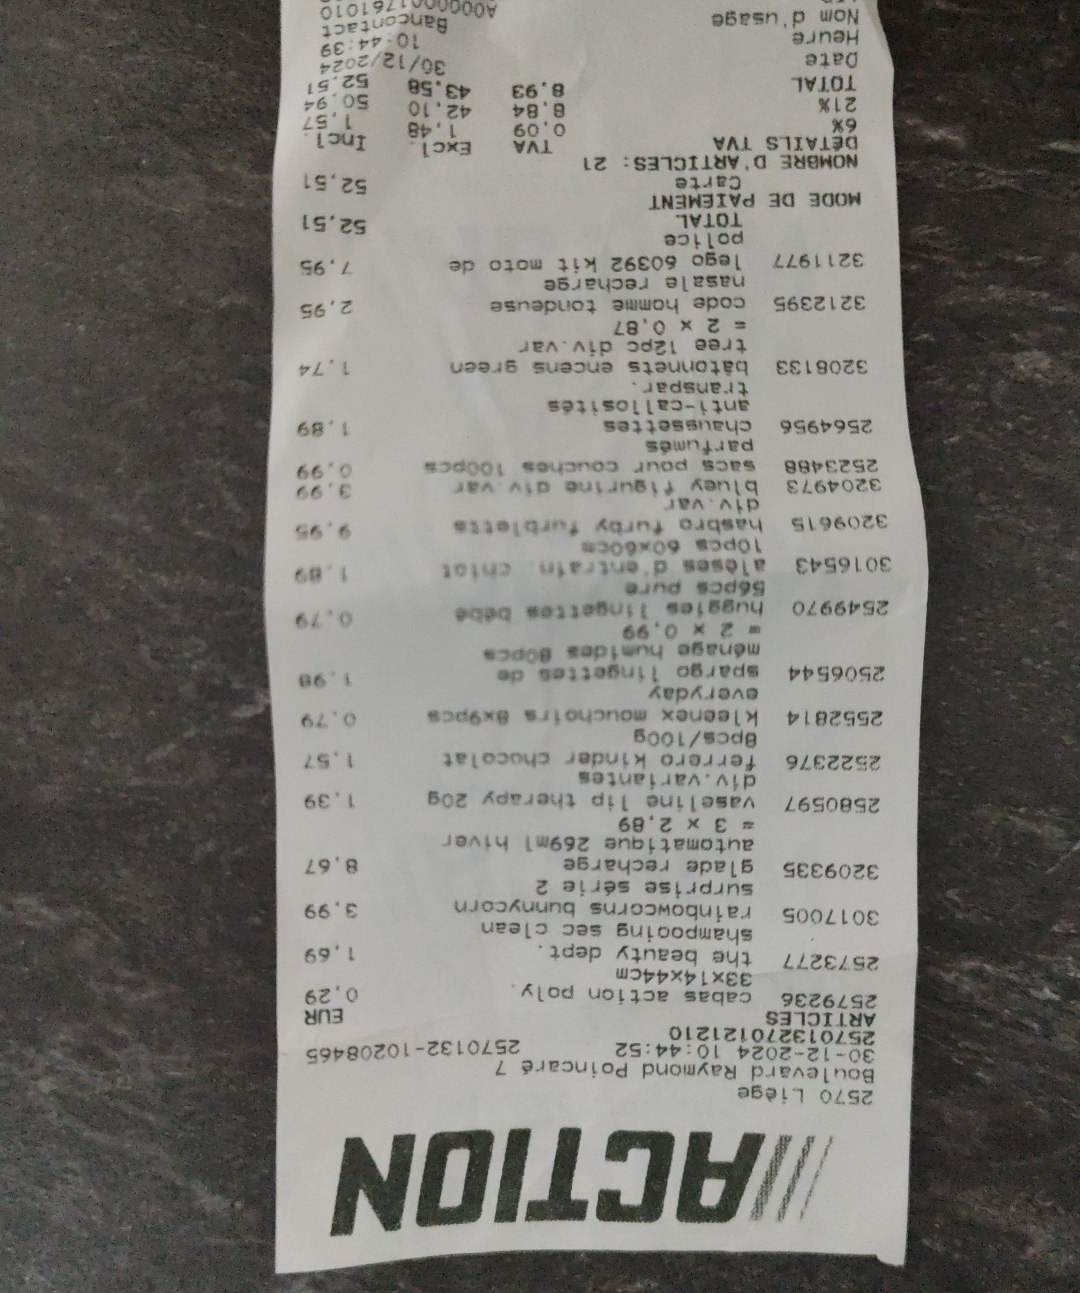 ACTION
2570 Liège
Boulevard Raymond Poincaré 7
30-12-2024 10:44:52 2570132-10208465
2570132701121210
ARTICLES EUR
2579236 cabas action poly. 0,29
33x14x44cm
2573277 the beauty dept. 1,69
shampooing sec clean
3017005 rainbowcorns bunnycorn 3,99
surprise série 2
3209335 glade recharge 8,67
automatique 269ml hiver
= 3 x 2,89
2580597 vaseline lip therapy 20g 1,39
div.variantes
2522376 ferrero kinder chocolat 1,57
8pcs/100g
2552814 kleenex mouchoirs 8x9pcs 0,79
everyday
2506544 spargo lingettes de 1,98
ménage humides 80pcs
= 2 x 0,99
2549970 huggies lingettes bébé 0,79
56pcs pure
3016543 alèses d'entrain. chiot 1,89
10pcs 60x60cm
3209615 hasbro furby furblets 9,95
div.var
3204973 bluey figurine div.var 3,99
2523488 sacs pour couches 100pcs 0,99
parfumés
2564956 chaussettes 1,89
anti-callosités
transpar.
3208133 bâtonnets encens green 1,74
tree 12pc div.var
= 2 x 0,87
3212395 code homme tondeuse 2,95
nasale recharge
3211977 lego 60392 kit moto de 7,95
police
TOTAL 52,51
MODE DE PAIEMENT
Carte 52,51
NOMBRE D'ARTICLES: 21
DÉTAILS TVA TVA Excl. Incl.
6% 0,09 1,48 1,57
21% 8,84 42,10 50,94
TOTAL 8,93 43,58 52,51
Date 30/12/2024
Heure 10:44:39
Nom d'usage Bancontact